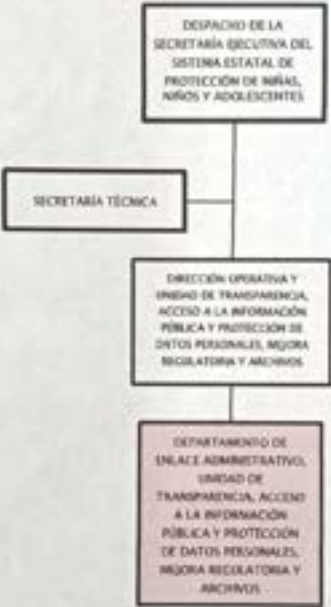 DESPACHO DE LA
SECRETARÍA EJECUTIVA DEL
SISTEMA ESTATAL DE
PROTECCIÓN DE NIÑAS,
NIÑOS Y ADOLESCENTES
SECRETARÍA TÉCNICA
DIRECCIÓN OPERATIVA Y
UNIDAD DE TRANSPARENCIA,
ACCESO A LA INFORMACIÓN
PÚBLICA Y PROTECCIÓN DE
DATOS PERSONALES, MEJORA
REGULATORIA Y ARCHIVOS
DEPARTAMENTO DE
ENLACE ADMINISTRATIVO,
UNIDAD DE
TRANSPARENCIA, ACCESO
A LA INFORMACIÓN
PÚBLICA Y PROTECCIÓN
DE DATOS PERSONALES,
MEJORA REGULATORIA Y
ARCHIVOS